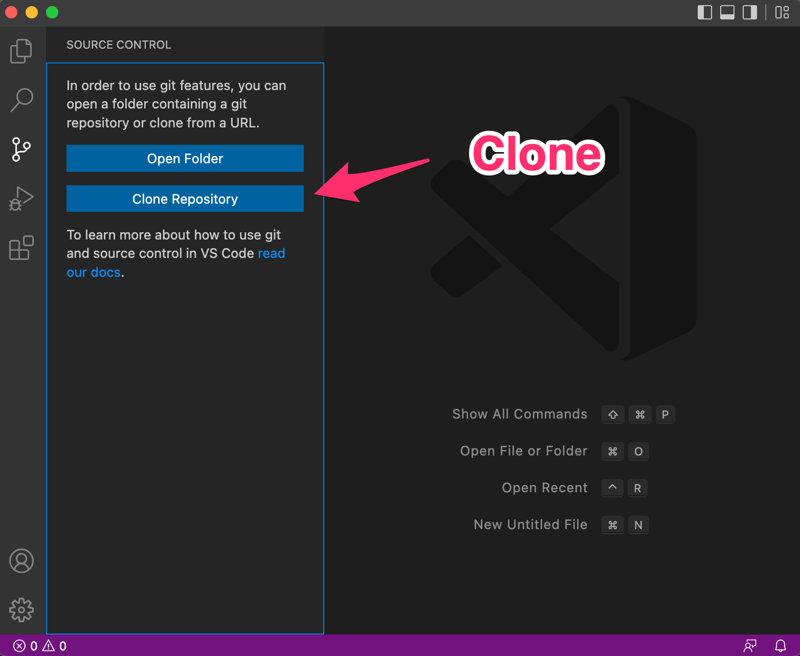 SOURCE CONTROL
In order to use git features, you can
open a folder containing a git
repository or clone from a URL.
Open Folder
Clone Repository
To learn more about how to use git
and source control in VS Code read
our docs.
Clone
Show All Commands ⇧ ⌘ P
Open File or Folder ⌘ O
Open Recent ⌃ R
New Untitled File ⌘ N
0 0